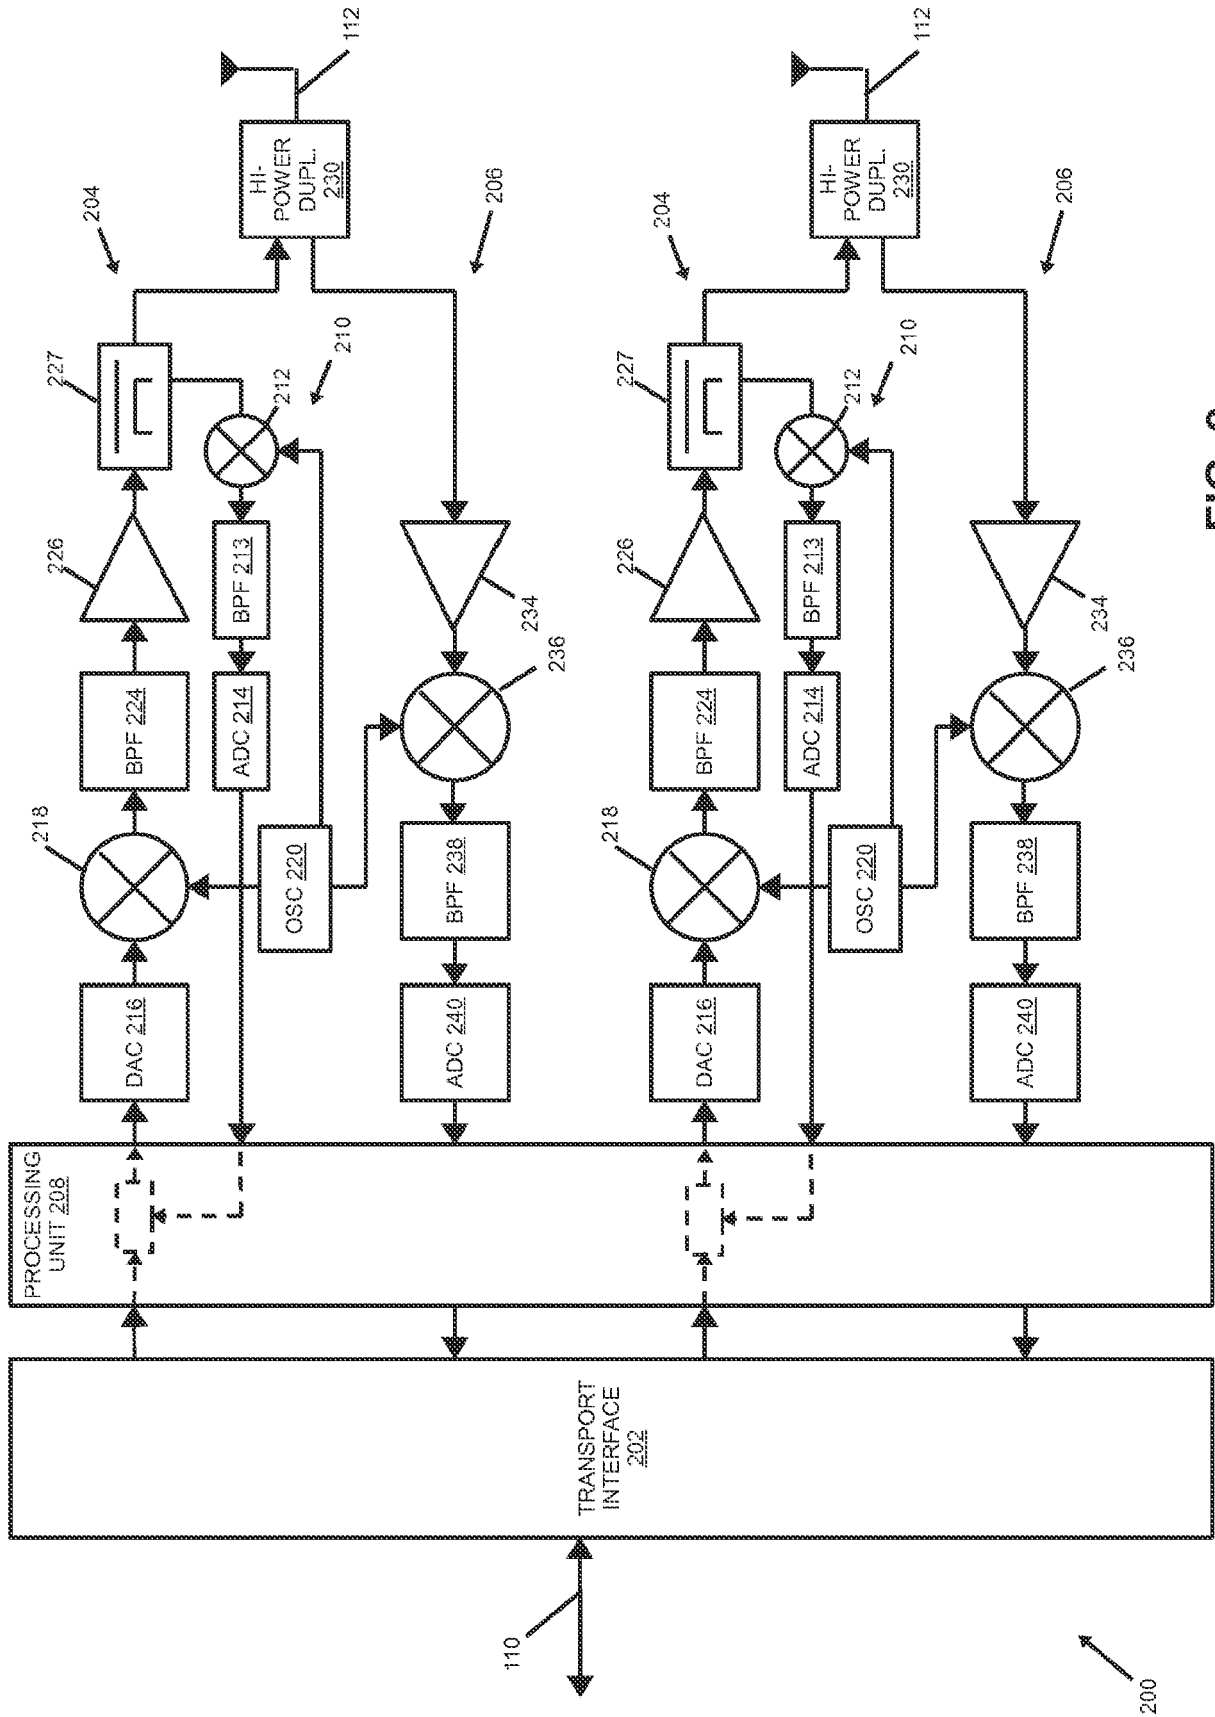 204
112
227
226
218
HI-
POWER
DUPL.
230
212
210
206
BPF 224
BPF 213
ADC 214
DAC 216
OSC 220
234
236
BPF 238
ADC 240
204
112
227
226
218
HI-
POWER
DUPL.
230
212
210
206
BPF 224
BPF 213
ADC 214
DAC 216
OSC 220
234
236
BPF 238
ADC 240
PROCESSING
UNIT 208
TRANSPORT
INTERFACE
202
110
200